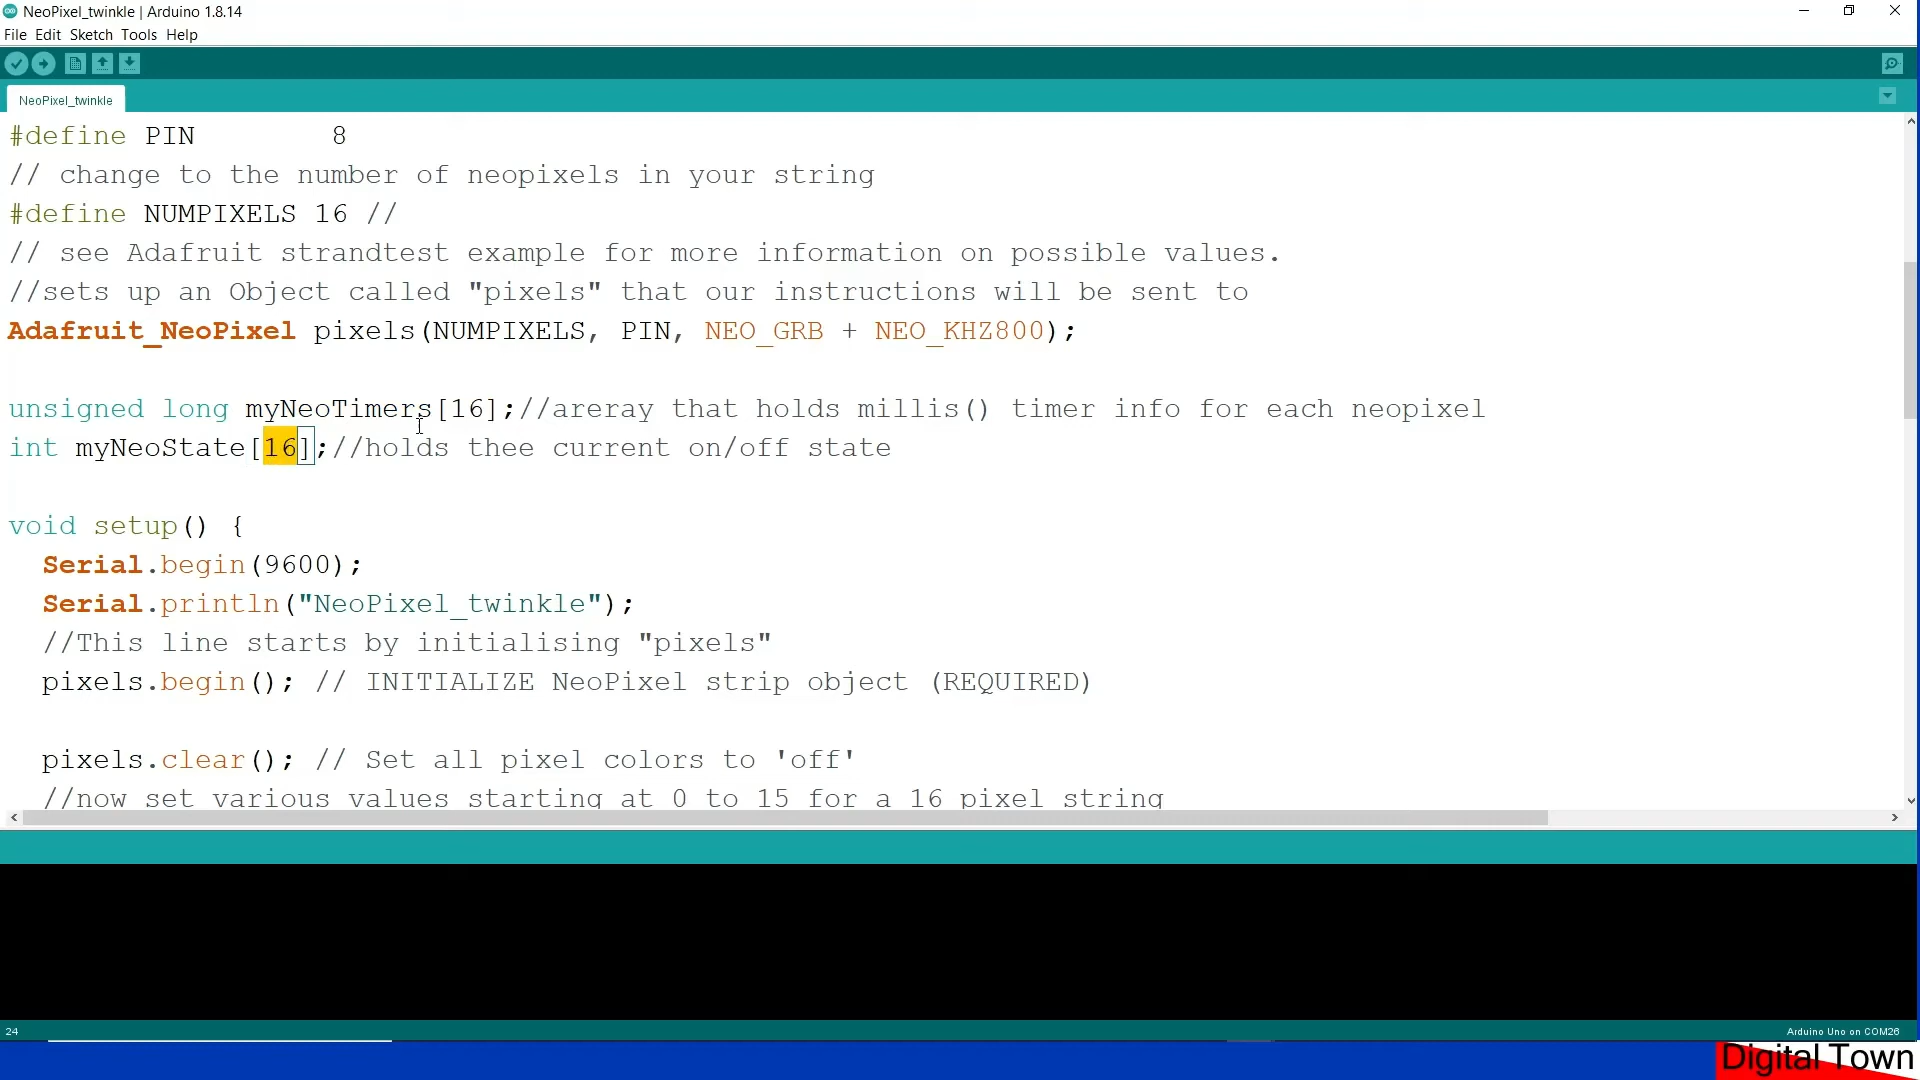 NeoPixel_twinkle | Arduino 1.8.14
File Edit Sketch Tools Help
NeoPixel_twinkle
#define PIN        8
// change to the number of neopixels in your string
#define NUMPIXELS 16 //
// see Adafruit strandtest example for more information on possible values.
//sets up an Object called "pixels" that our instructions will be sent to
Adafruit_NeoPixel pixels(NUMPIXELS, PIN, NEO_GRB + NEO_KHZ800);
unsigned long myNeoTimers[16];//areray that holds millis() timer info for each neopixel
int myNeoState[16];//holds thee current on/off state
void setup() {
  Serial.begin(9600);
  Serial.println("NeoPixel_twinkle");
  //This line starts by initialising "pixels"
  pixels.begin(); // INITIALIZE NeoPixel strip object (REQUIRED)
  pixels.clear(); // Set all pixel colors to 'off'
  //now set various values starting at 0 to 15 for a 16 pixel string
24
Arduino Uno on COM26
Digital Town